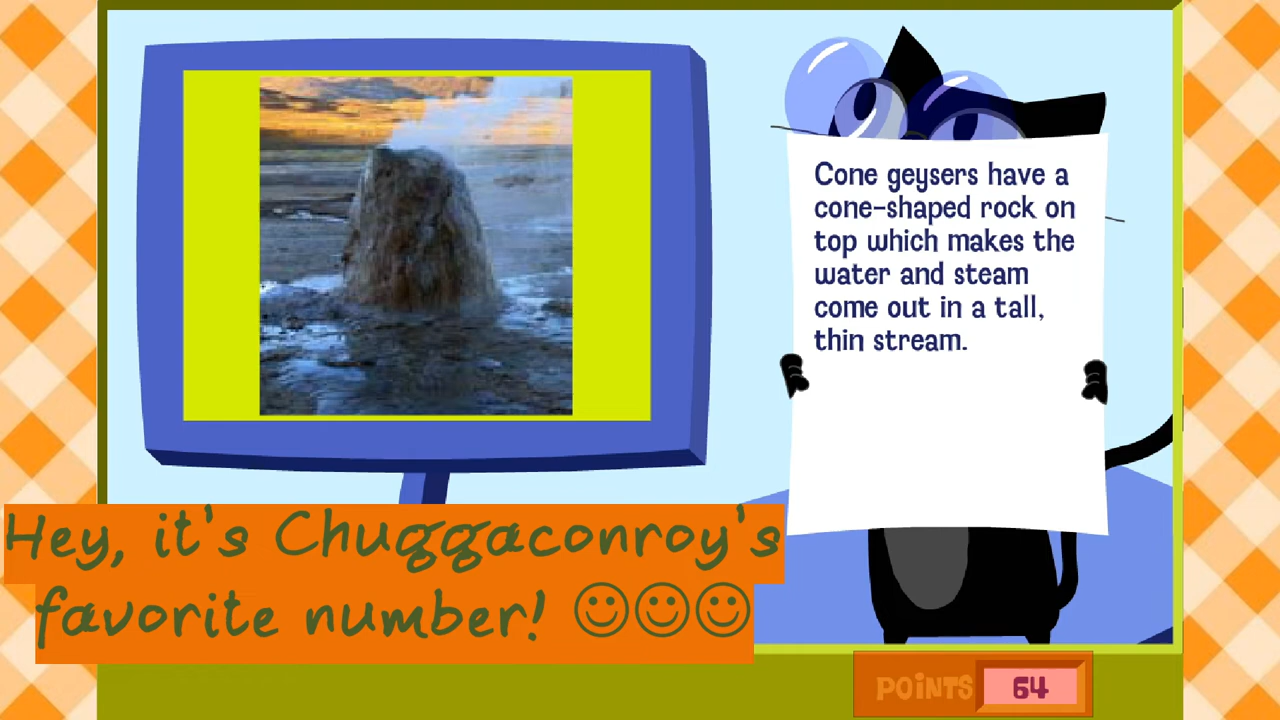 Cone geysers have a
cone-shaped rock on
top which makes the
water and steam
come out in a tall,
thin stream.
Hey, it's Chuggaconroy's
favorite number! ☺☺☺
POINTS 64